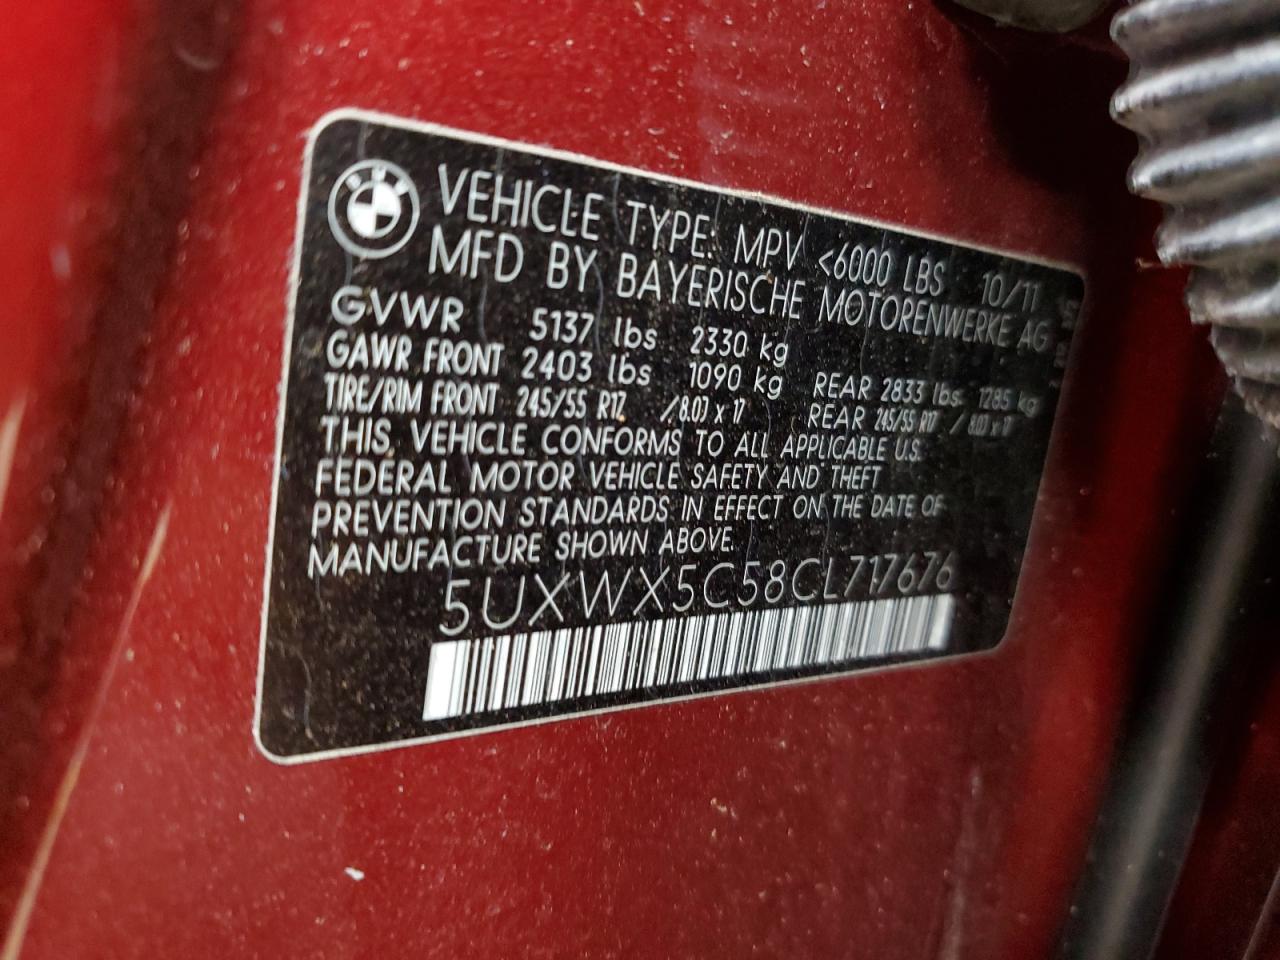 BMW
VEHICLE TYPE: MPV <6000 LBS 10/11
MFD BY BAYERISCHE MOTORENWERKE AG
GVWR 5137 lbs 2330 kg
GAWR FRONT 2403 lbs 1090 kg REAR 2833 lbs 1285 kg
TIRE/RIM FRONT 245/55 R17 /8.0J x 17 REAR 245/55 R17 / 8.0J x 17
THIS VEHICLE CONFORMS TO ALL APPLICABLE U.S.
FEDERAL MOTOR VEHICLE SAFETY AND THEFT
PREVENTION STANDARDS IN EFFECT ON THE DATE OF
MANUFACTURE SHOWN ABOVE.
5UXWX5C58CL717676